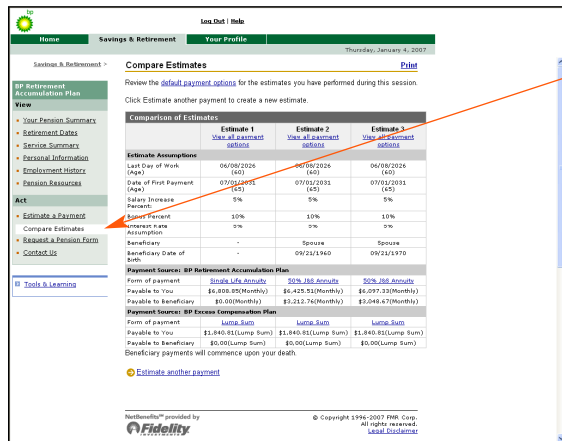 bp
Log Out | Help
Home Savings & Retirement Your Profile
Thursday, January 4, 2007
Savings & Retirement >
Compare Estimates Print
Review the default payment options for the estimates you have performed during this session.
Click Estimate another payment to create a new estimate.
BP Retirement
Accumulation Plan
View
Your Pension Summary
Retirement Dates
Service Summary
Personal Information
Employment History
Pension Resources
Act
Estimate a Payment
Compare Estimates
Request a Pension Form
Contact Us
Tools & Learning
Comparison of Estimates
Estimate 1 Estimate 2 Estimate 3
View all payment options View all payment options View all payment options
Estimate Assumptions
Last Day of Work (Age) 06/08/2026 (60) 06/08/2026 (60) 06/08/2026 (60)
Date of First Payment (Age) 07/01/2031 (65) 07/01/2031 (65) 07/01/2031 (65)
Salary Increase Percent: 5% 5% 5%
Bonus Percent 10% 10% 10%
Interest Rate Assumption 5% 5% 5%
Beneficiary - Spouse Spouse
Beneficiary Date of Birth - 09/21/1960 09/21/1970
Payment Source: BP Retirement Accumulation Plan
Form of payment Single Life Annuity 50% J&S Annuity 50% J&S Annuity
Payable to You $6,808.85(Monthly) $6,425.51(Monthly) $6,097.33(Monthly)
Payable to Beneficiary $0.00(Monthly) $3,212.76(Monthly) $3,048.67(Monthly)
Payment Source: BP Excess Compensation Plan
Form of payment Lump Sum Lump Sum Lump Sum
Payable to You $1,840.81(Lump Sum) $1,840.81(Lump Sum) $1,840.81(Lump Sum)
Payable to Beneficiary $0.00(Lump Sum) $0.00(Lump Sum) $0.00(Lump Sum)
Beneficiary payments will commence upon your death.
Estimate another payment
NetBenefits℠ provided by
Fidelity
INVESTMENTS
© Copyright 1996-2007 FMR Corp.
All rights reserved.
Legal Disclaimer